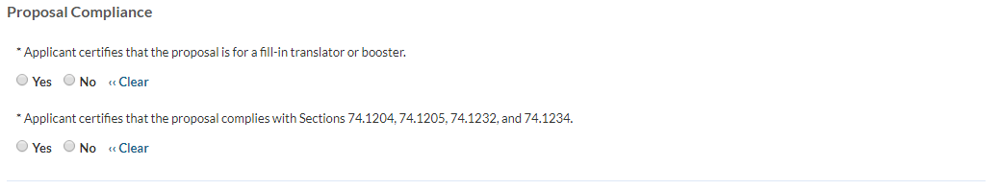 Proposal Compliance
* Applicant certifies that the proposal is for a fill-in translator or booster.
Yes No ‹‹ Clear
* Applicant certifies that the proposal complies with Sections 74.1204, 74.1205, 74.1232, and 74.1234.
Yes No ‹‹ Clear